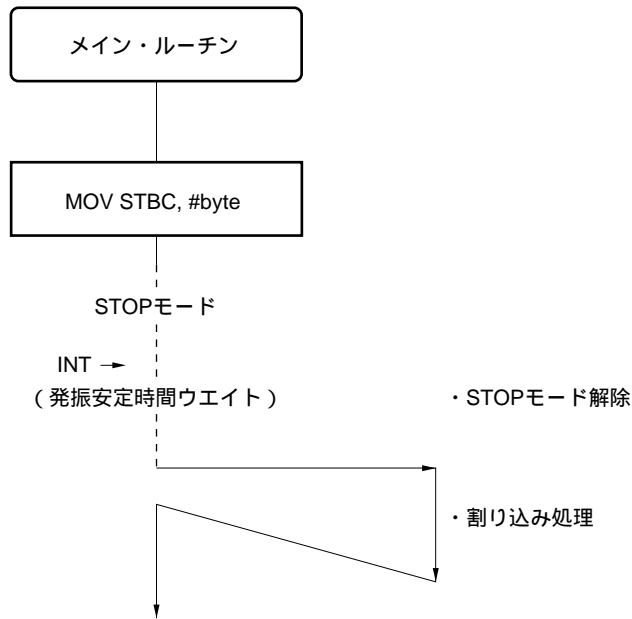 メイン・ルーチン
MOV STBC, #byte
STOPモード
INT →
（発振安定時間ウエイト）
・STOPモード解除
・割り込み処理